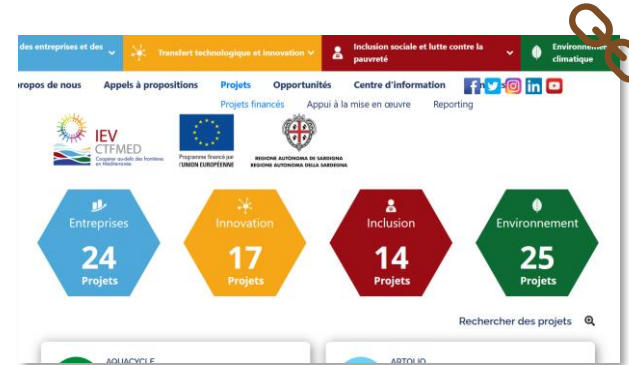 des entreprises et des
Transfert technologique et innovation
Inclusion sociale et lutte contre la
pauvreté
Environnement
climatique
propos de nous Appels à propositions Projets Opportunités Centre d'information
Projets financés Appui à la mise en œuvre Reporting
IEV
CTFMED
Coopérer au-delà des frontières
en Méditerranée
Programme financé par
l'UNION EUROPÉENNE
REGIONE AUTÒNOMA DE SARDIGNA
REGIONE AUTONOMA DELLA SARDEGNA
Entreprises
24
Projets
Innovation
17
Projets
Inclusion
14
Projets
Environnement
25
Projets
Rechercher des projets
AQUACYCLE
ARTOLIO